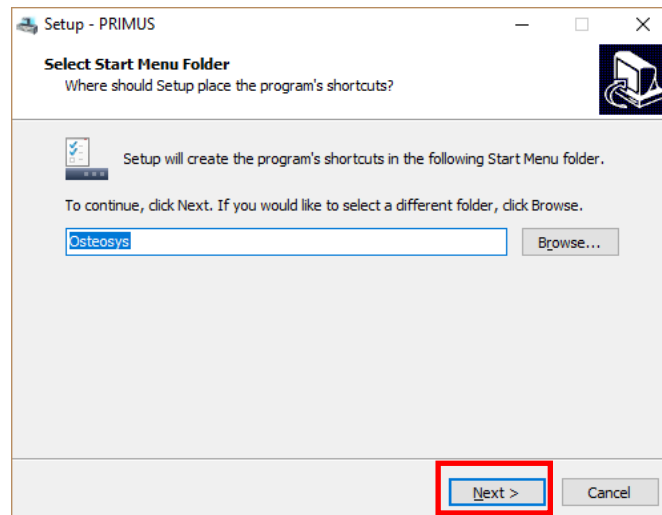 Setup - PRIMUS
Select Start Menu Folder
Where should Setup place the program's shortcuts?
Setup will create the program's shortcuts in the following Start Menu folder.
To continue, click Next. If you would like to select a different folder, click Browse.
Osteosys
Browse...
Next >
Cancel